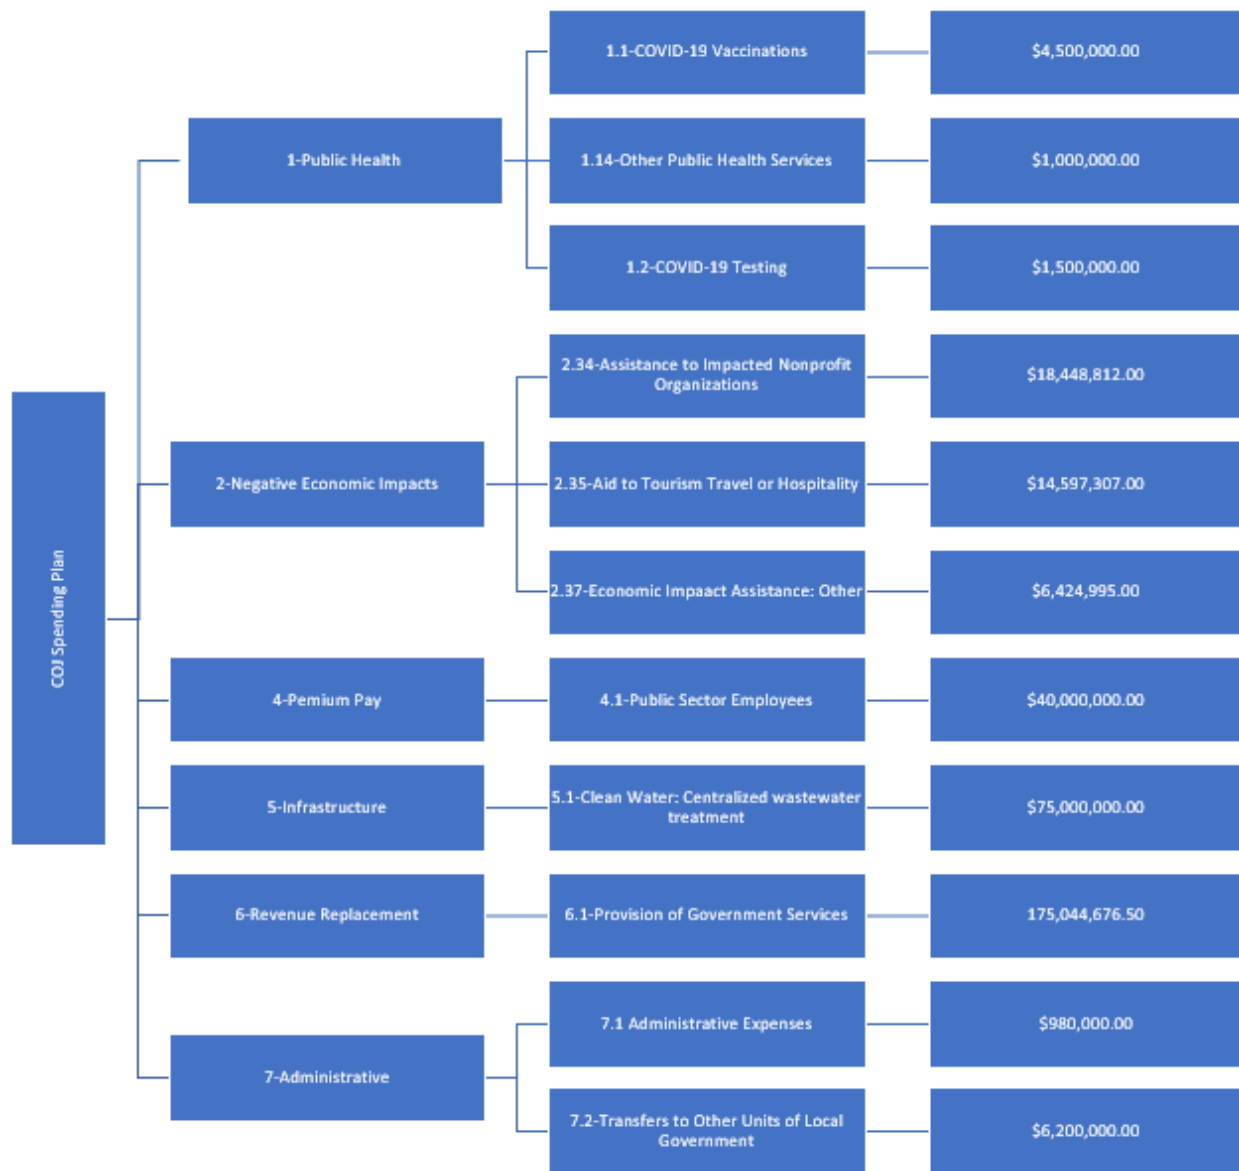 COJ Spending Plan
1-Public Health
1.1-COVID-19 Vaccinations
$4,500,000.00
1.14-Other Public Health Services
$1,000,000.00
1.2-COVID-19 Testing
$1,500,000.00
2-Negative Economic Impacts
2.34-Assistance to Impacted Nonprofit
Organizations
$18,448,812.00
2.35-Aid to Tourism Travel or Hospitality
$14,597,307.00
2.37-Economic Impaact Assistance: Other
$6,424,995.00
4-Pemium Pay
4.1-Public Sector Employees
$40,000,000.00
5-Infrastructure
5.1-Clean Water: Centralized wastewater
treatment
$75,000,000.00
6-Revenue Replacement
6.1-Provision of Government Services
175,044,676.50
7-Administrative
7.1 Administrative Expenses
$980,000.00
7.2-Transfers to Other Units of Local
Government
$6,200,000.00